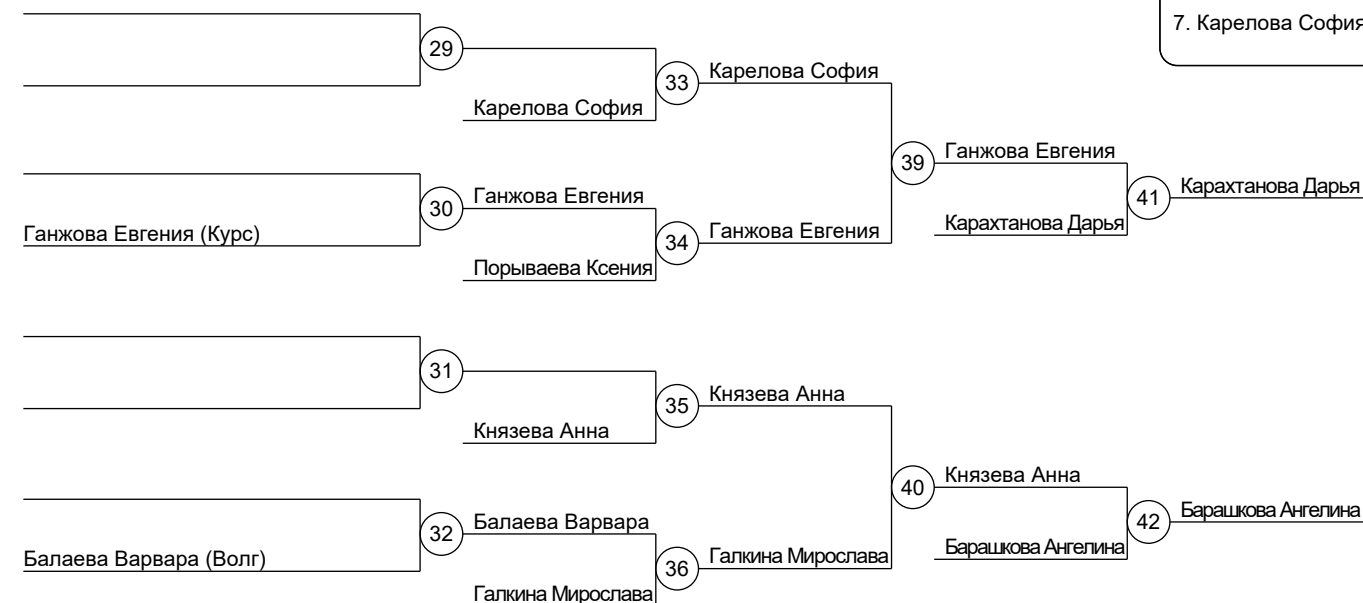 7. Карелова София
29
33
Карелова София
Карелова София
39
Ганжова Евгения
41
Карахтанова Дарья
30
Ганжова Евгения
Карахтанова Дарья
Ганжова Евгения (Курс)
34
Ганжова Евгения
Порываева Ксения
31
35
Князева Анна
Князева Анна
40
Князева Анна
42
Барашкова Ангелина
32
Балаева Варвара
Барашкова Ангелина
Балаева Варвара (Волг)
36
Галкина Мирослава
Галкина Мирослава